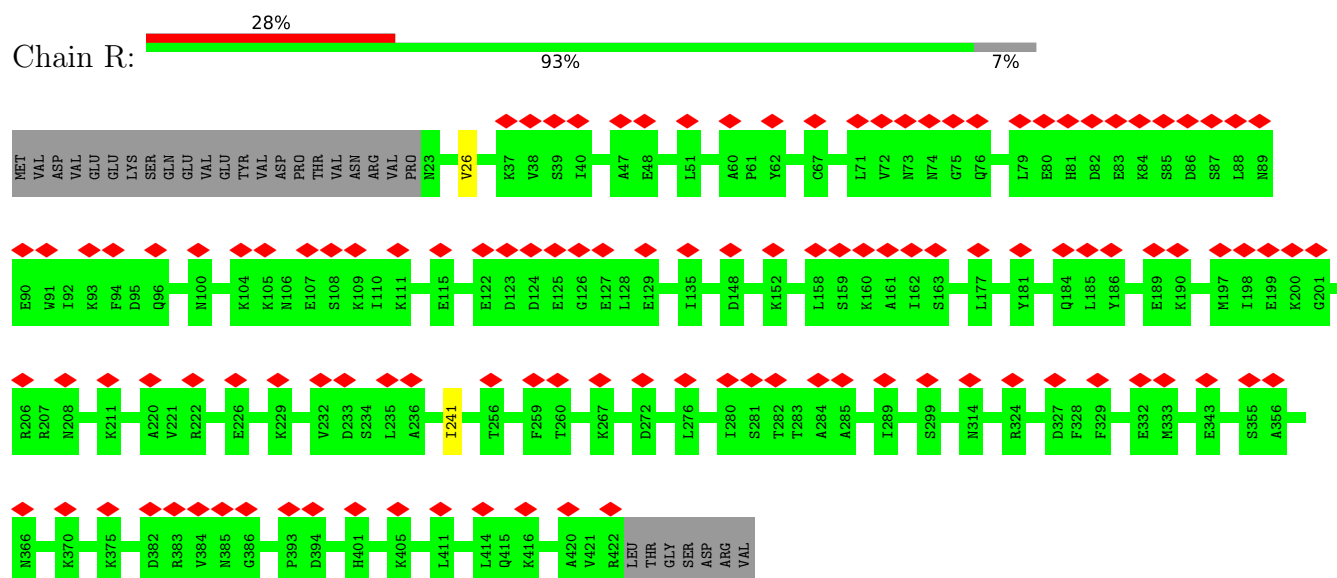 28%
Chain R:
93% 7%
MET VAL ASP VAL GLU GLU LYS SER GLN GLU VAL GLU TYR VAL ASP PRO THR VAL ASN ARG VAL PRO N23 V26 K37 V38 S39 I40 A47 E48 L51 A60 P61 Y62 C67 L71 V72 N73 N74 G75 Q76 L79 E80 H81 D82 E83 K84 S85 D86 S87 L88 N89
E90 W91 I92 K93 F94 D95 Q96 N100 K104 K105 N106 E107 S108 K109 I110 K111 E115 E122 D123 D124 E125 G126 E127 L128 E129 I135 D148 K152 L158 S159 K160 A161 I162 S163 L177 Y181 Q184 L185 Y186 E189 K190 M197 I198 E199 K200 G201
R206 R207 N208 K211 A220 V221 R222 E226 K229 V232 D233 S234 L235 A236 I241 T256 F259 T260 K267 D272 L276 I280 S281 T282 T283 A284 A285 I289 S299 N314 R324 D327 F328 F329 E332 M333 E343 S355 A356
N366 K370 K375 D382 R383 V384 N385 G386 P393 D394 H401 K405 L411 L414 Q415 K416 A420 V421 R422 LEU THR GLY SER ASP ARG VAL